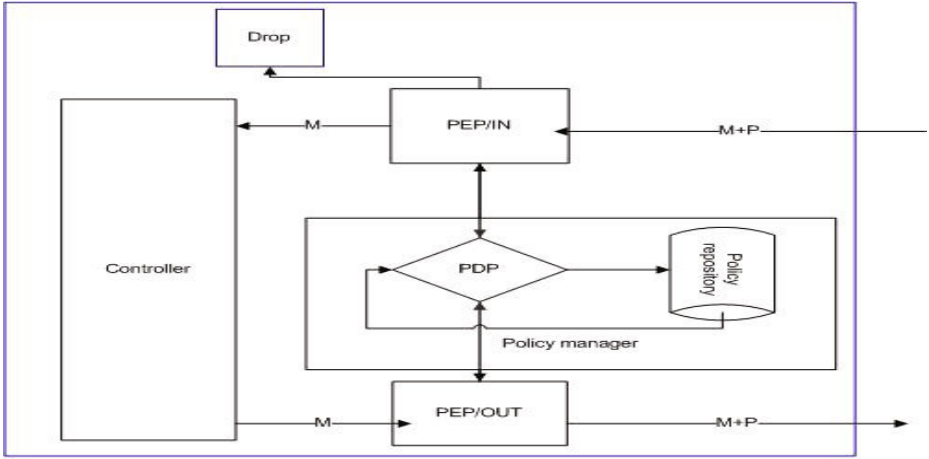 Drop
PEP/IN
M
M+P
Controller
PDP
Policy
repository
Policy manager
PEP/OUT
M
M+P